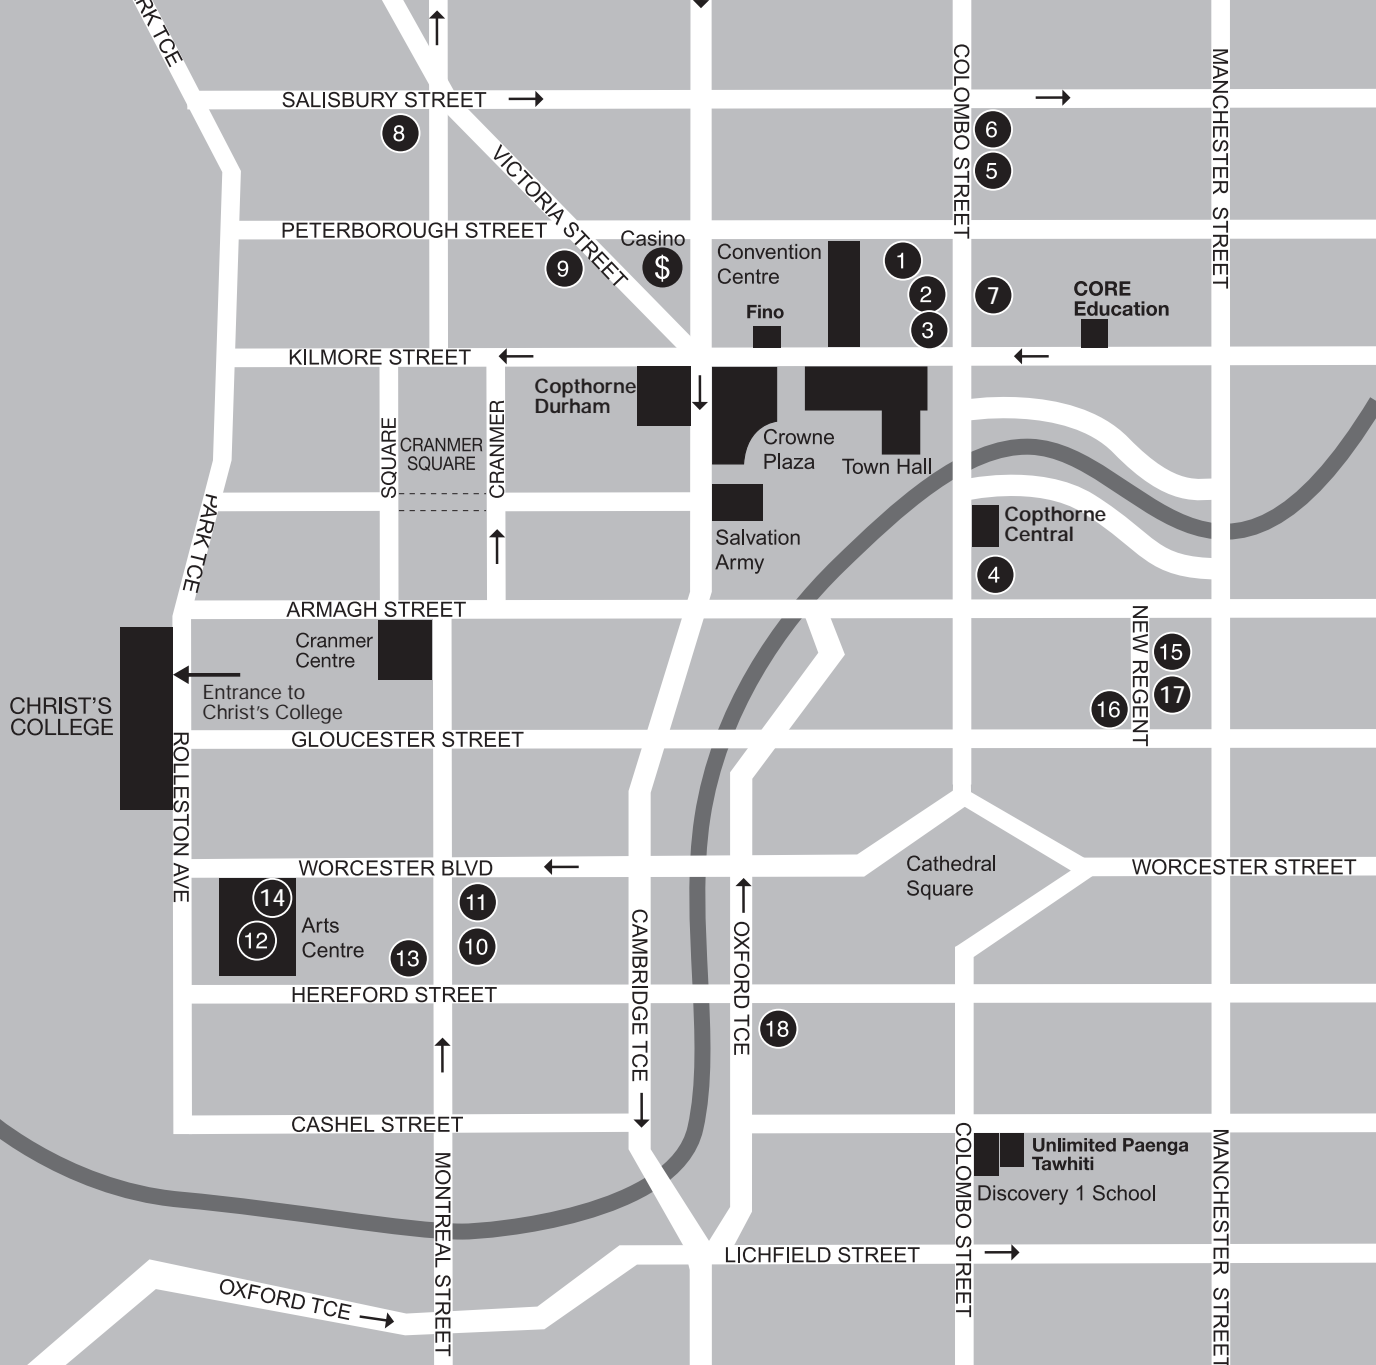 PARK TCE
SALISBURY STREET
8
VICTORIA STREET
COLOMBO STREET
6
5
MANCHESTER STREET
PETERBOROUGH STREET
9
Casino
$
Convention
Centre
Fino
1
2
3
7
CORE
Education
KILMORE STREET
Copthorne
Durham
SQUARE
CRANMER
SQUARE
CRANMER
Crowne
Plaza
Town Hall
PARK TCE
Salvation
Army
Copthorne
Central
4
ARMAGH STREET
Cranmer
Centre
Entrance to
Christ's College
CHRIST'S
COLLEGE
NEW REGENT
15
16
17
GLOUCESTER STREET
ROLLESTON AVE
WORCESTER BLVD
Cathedral
Square
WORCESTER STREET
14
12
Arts
Centre
11
10
13
CAMBRIDGE TCE
OXFORD TCE
HEREFORD STREET
18
CASHEL STREET
MONTREAL STREET
COLOMBO STREET
Unlimited Paenga
Tawhiti
Discovery 1 School
MANCHESTER STREET
LICHFIELD STREET
OXFORD TCE